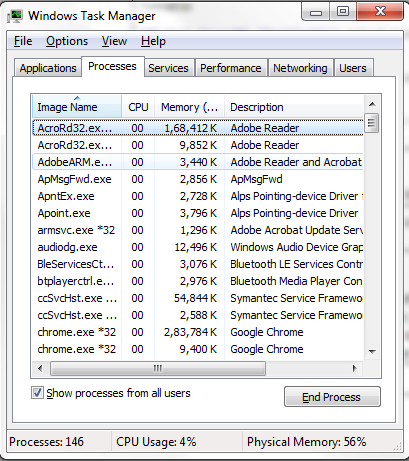 Windows Task Manager
File Options View Help
Applications Processes Services Performance Networking Users
Image Name CPU Memory (... Description
AcroRd32.ex... 00 1,68,412 K Adobe Reader
AcroRd32.ex... 00 9,852 K Adobe Reader
AdobeARM.e... 00 3,440 K Adobe Reader and Acrobat
ApMsgFwd.exe 00 2,856 K ApMsgFwd
ApntEx.exe 00 2,728 K Alps Pointing-device Driver
Apoint.exe 00 3,796 K Alps Pointing-device Driver
armsvc.exe *32 00 1,296 K Adobe Acrobat Update Serv
audiodg.exe 00 12,496 K Windows Audio Device Grap
BleServicesCt... 00 3,076 K Bluetooth LE Services Contr
btplayerctrl.e... 00 2,976 K Bluetooth Media Player Con
ccSvcHst.exe ... 00 54,844 K Symantec Service Framewo
ccSvcHst.exe ... 00 2,588 K Symantec Service Framewo
chrome.exe *32 00 2,83,784 K Google Chrome
chrome.exe *32 00 9,400 K Google Chrome
Show processes from all users End Process
Processes: 146 CPU Usage: 4% Physical Memory: 56%